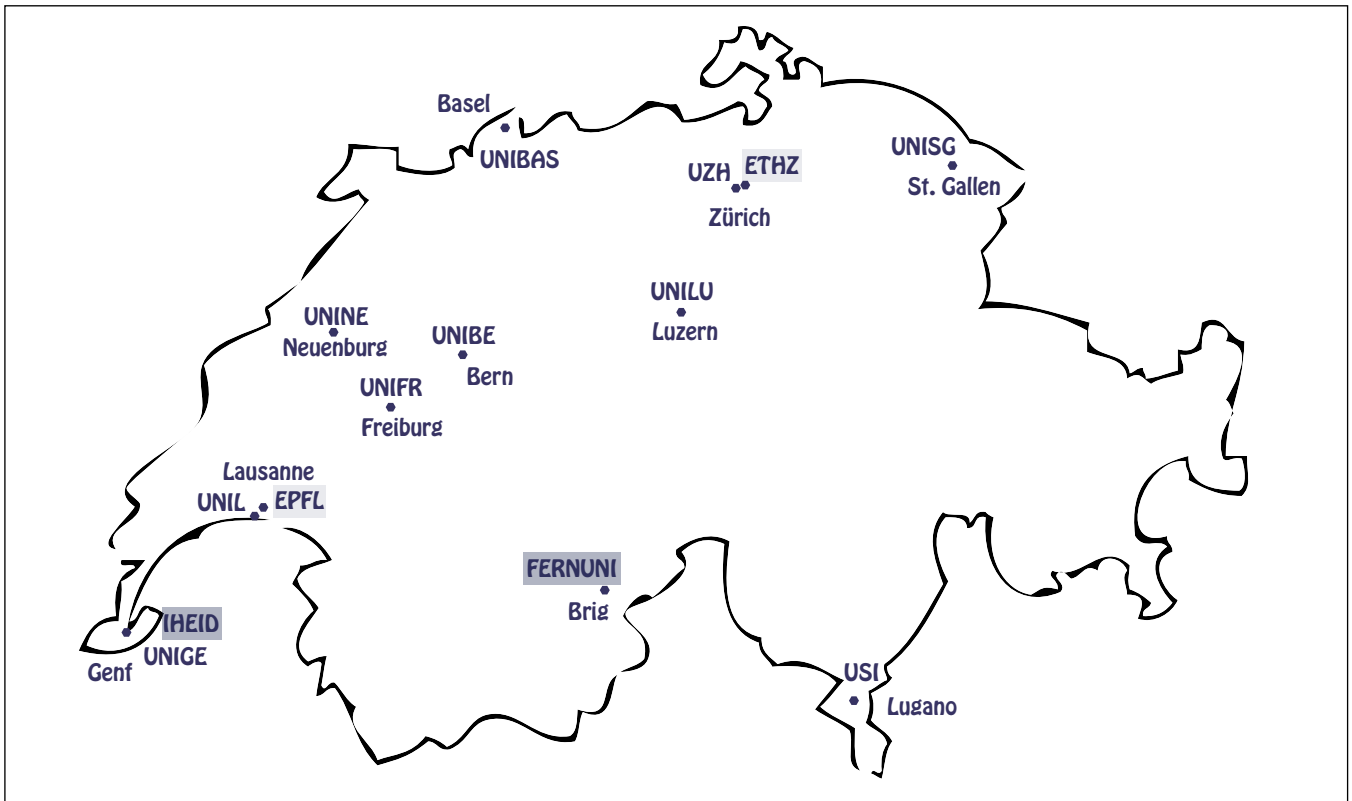 Basel
UNIBAS
UZH ETHZ
Zürich
UNISG
St. Gallen
UNILU
Luzern
UNINE
Neuenburg
UNIBE
Bern
UNIFR
Freiburg
Lausanne
UNIL EPFL
FERNUNI
Brig
IHEID
UNIGE
Genf
USI
Lugano